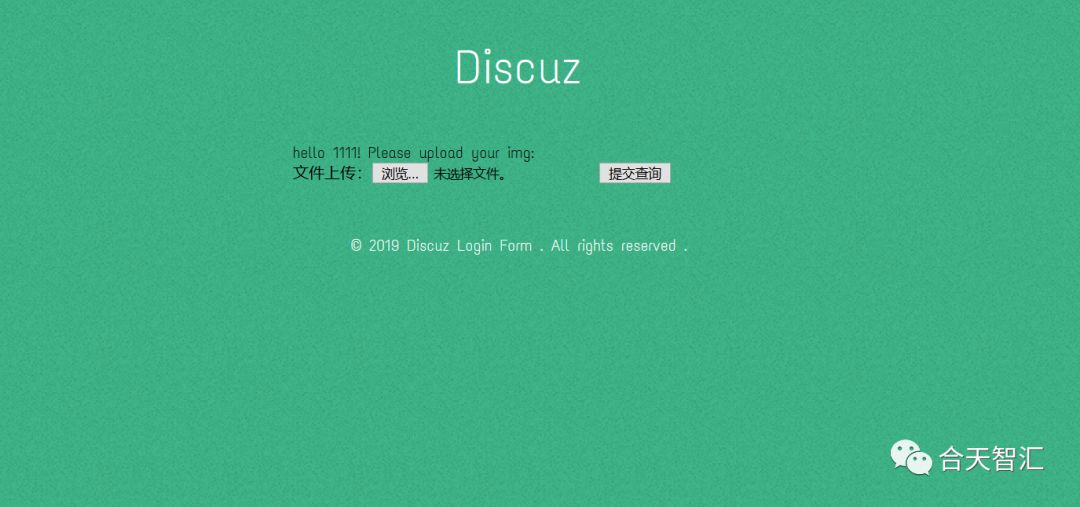 Discuz
hello 1111! Please upload your img:
文件上传： 浏览... 未选择文件。 提交查询
© 2019 Discuz Login Form . All rights reserved .
合天智汇